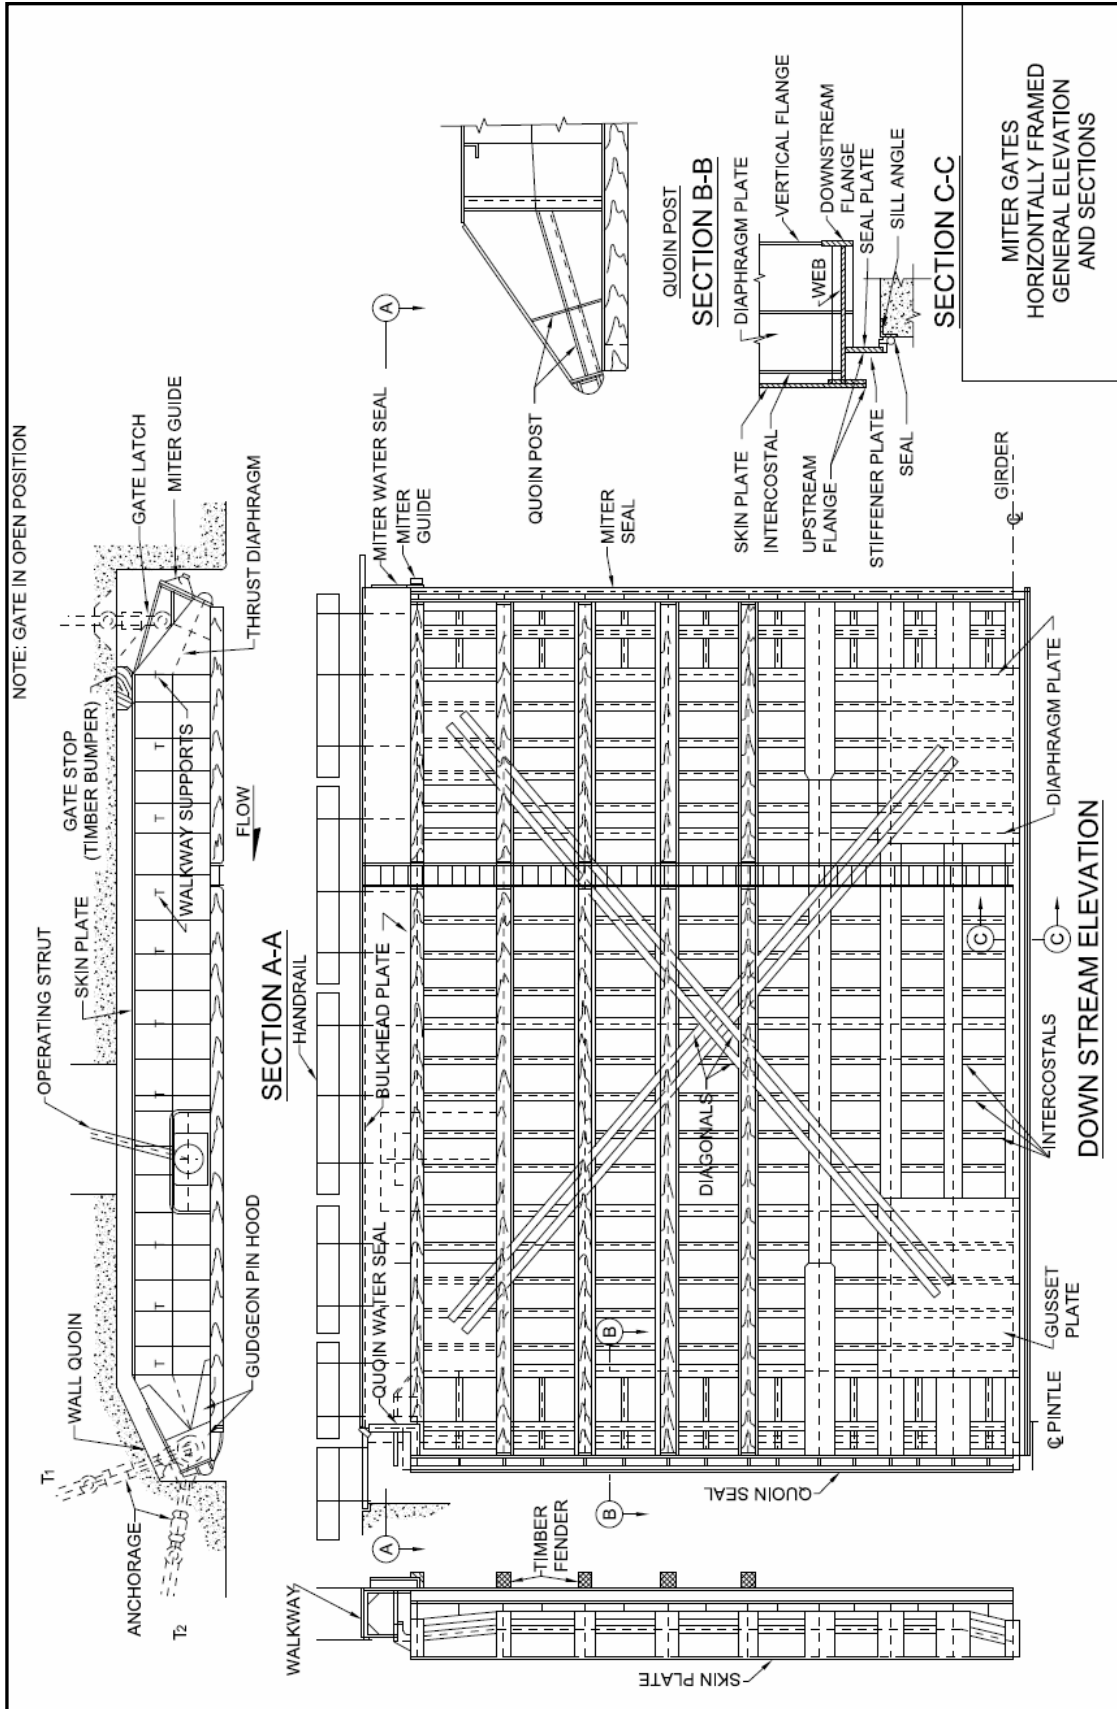 NOTE: GATE IN OPEN POSITION
OPERATING STRUT
SKIN PLATE
GATE STOP
(TIMBER BUMPER)
GATE LATCH
MITER GUIDE
THRUST DIAPHRAGM
WALKWAY SUPPORTS
FLOW
WALL QUOIN
T1
ANCHORAGE
T2
GUDGEON PIN HOOD
T
T
T
T
T
T
T
T
T
SECTION A-A
HANDRAIL
WALKWAY
TIMBER
FENDER
SKIN PLATE
A
A
QUOIN WATER SEAL
BULKHEAD PLATE
MITER WATER SEAL
MITER
GUIDE
MITER
SEAL
B
B
QUOIN SEAL
DIAGONALS
C
C
GIRDER
℄
℄ PINTLE
GUSSET
PLATE
INTERCOSTALS
DIAPHRAGM PLATE
DOWN STREAM ELEVATION
QUOIN POST
QUOIN POST
SECTION B-B
DIAPHRAGM PLATE
VERTICAL FLANGE
WEB
DOWNSTREAM
FLANGE
SEAL PLATE
SILL ANGLE
SKIN PLATE
INTERCOSTAL
UPSTREAM
FLANGE
STIFFENER PLATE
SEAL
SECTION C-C
MITER GATES
HORIZONTALLY FRAMED
GENERAL ELEVATION
AND SECTIONS